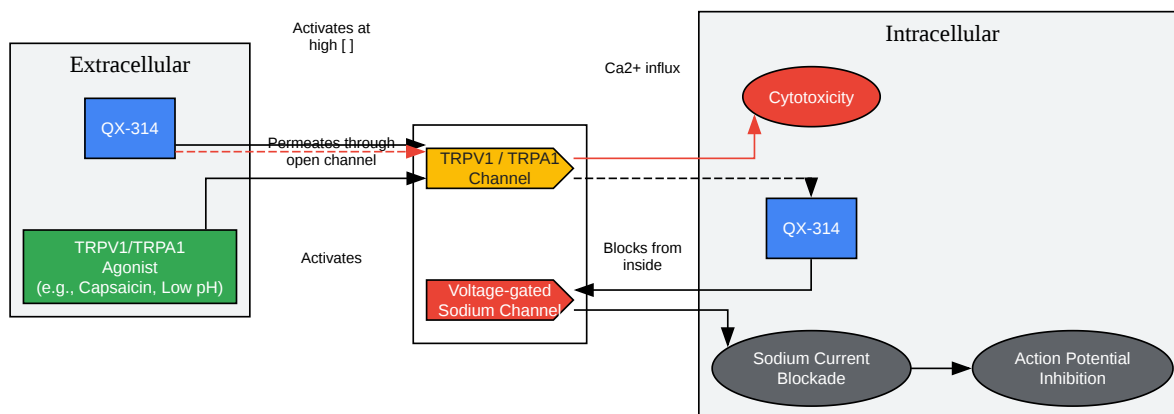 Activates at
high [ ]
Extracellular
Intracellular
Ca2+ influx
Cytotoxicity
QX-314
Permeates through
open channel
TRPV1 / TRPA1
Channel
QX-314
TRPV1/TRPA1
Agonist
(e.g., Capsaicin, Low pH)
Activates
Blocks from
inside
Voltage-gated
Sodium Channel
Sodium Current
Blockade
Action Potential
Inhibition